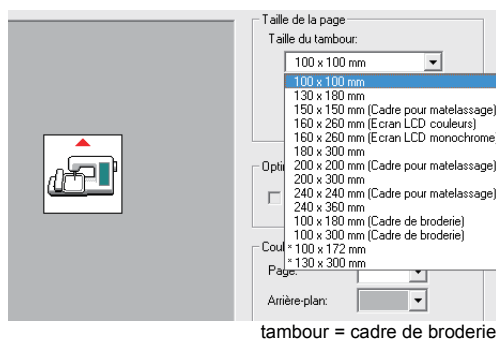 Taille de la page
Taille du tambour:
100 x 100 mm
100 x 100 mm
130 x 180 mm
150 x 150 mm (Cadre pour matelassage)
160 x 260 mm (Ecran LCD couleurs)
160 x 260 mm (Ecran LCD monochrome
180 x 300 mm
200 x 200 mm (Cadre pour matelassage)
200 x 300 mm
240 x 240 mm (Cadre pour matelassage)
240 x 360 mm
100 x 180 mm (Cadre de broderie)
100 x 300 mm (Cadre de broderie)
* 100 x 172 mm
* 130 x 300 mm
Opti
Coul
Page:
Arrière-plan:
tambour = cadre de broderie